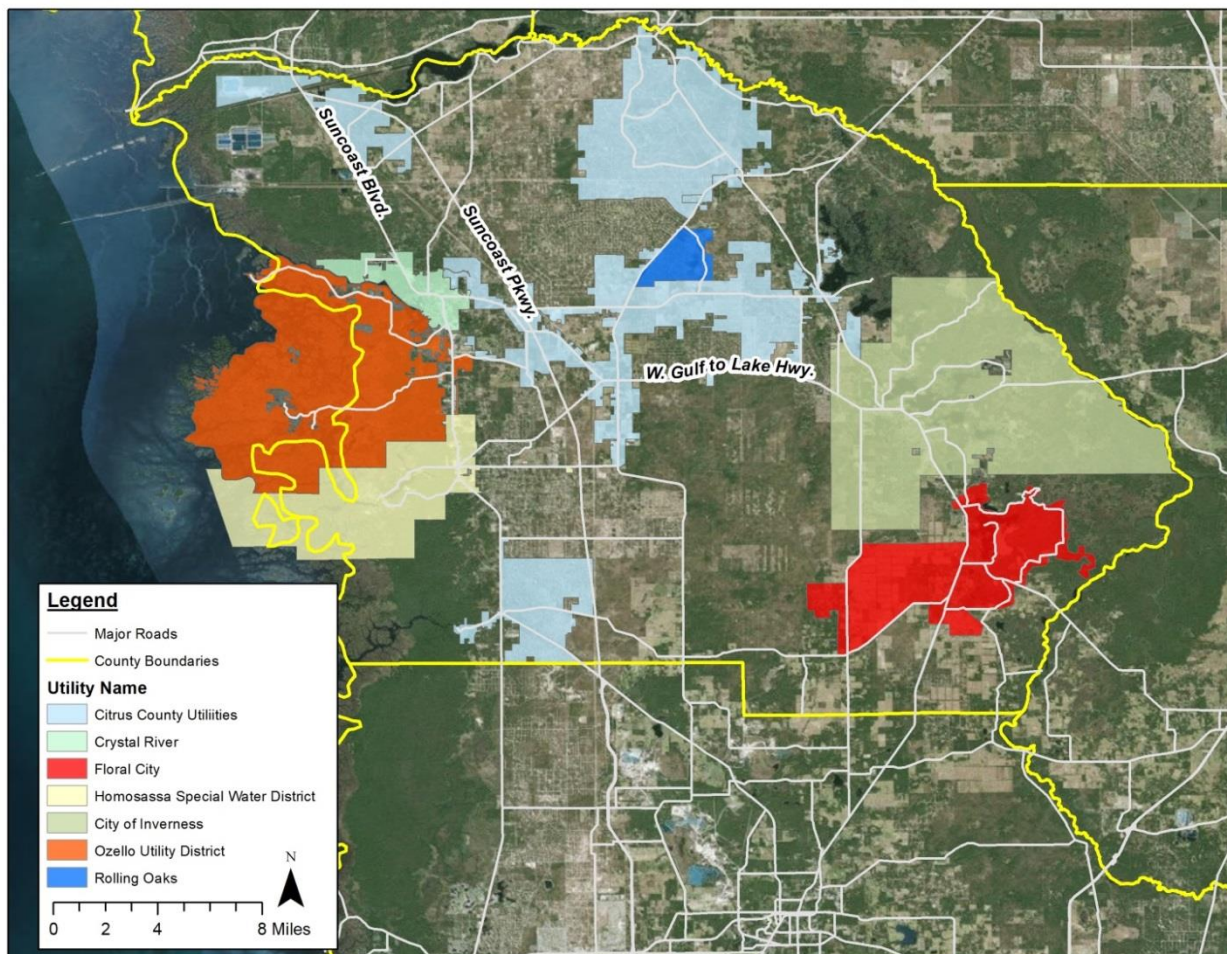 Suncoast Blvd.
Suncoast Pkwy.
W. Gulf to Lake Hwy.
Legend
Major Roads
County Boundaries
Utility Name
Citrus County Utiliities
Crystal River
Floral City
Homosassa Special Water District
City of Inverness
Ozello Utility District
Rolling Oaks
N
0 2 4 8 Miles